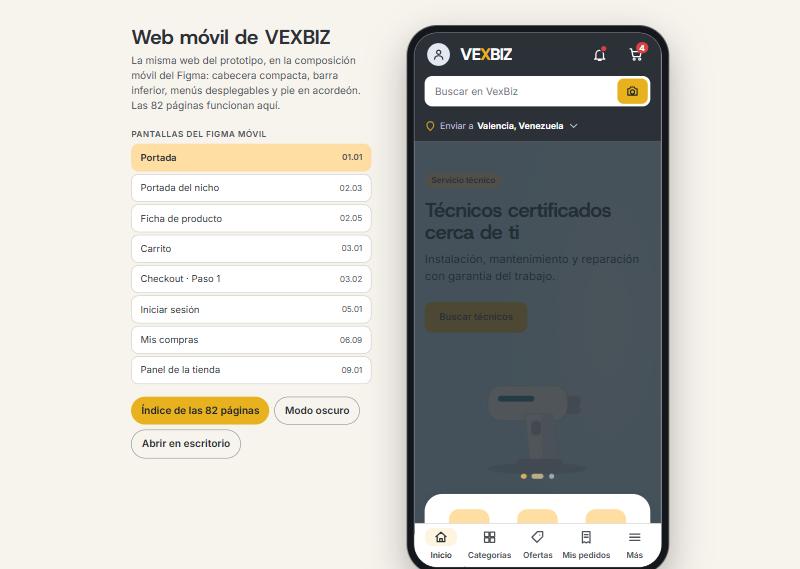 Web móvil de VEXBIZ
La misma web del prototipo, en la composición
móvil del Figma: cabecera compacta, barra
inferior, menús desplegables y pie en acordeón.
Las 82 páginas funcionan aquí.
PANTALLAS DEL FIGMA MÓVIL
Portada 01.01
Portada del nicho 02.03
Ficha de producto 02.05
Carrito 03.01
Checkout · Paso 1 03.02
Iniciar sesión 05.01
Mis compras 06.09
Panel de la tienda 09.01
Índice de las 82 páginas Modo oscuro
Abrir en escritorio
VEXBIZ 4
Buscar en VexBiz
Enviar a Valencia, Venezuela
Servicio técnico
Técnicos certificados
cerca de ti
Instalación, mantenimiento y reparación
con garantía del trabajo.
Buscar técnicos
Inicio Categorías Ofertas Mis pedidos Más